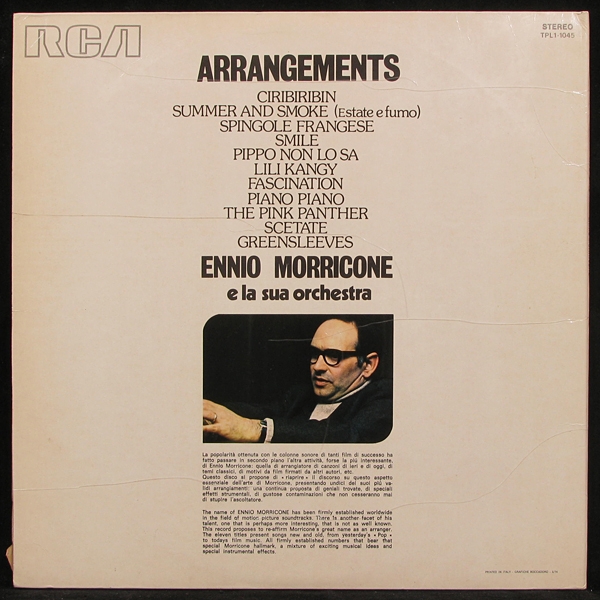 RCA
STEREO
TPL1-1045
ARRANGEMENTS
CIRIBIRIBIN
SUMMER AND SMOKE (Estate e fumo)
SPINGOLE FRANGESE
SMILE
PIPPO NON LO SA
LILI KANGY
FASCINATION
PIANO PIANO
THE PINK PANTHER
SCETATE
GREENSLEEVES
ENNIO MORRICONE
e la sua orchestra
La popolarità ottenuta con le colonne sonore di tenti film di successo ha
fatto passare in secondo piano l'altra attività, forse la più interessante,
di Ennio Morricone: quella di arrangiatore di canzoni di ieri e di oggi, di
temi classici, di motivi da film firmati da altri autori, etc.
Questo disco si propone di «riaprire» il discorso su questo aspetto
essenziale dell'arte di Morricone, presentando undici dei suoi più va-
lidi arrangiamenti: una continua proposta di geniali trovate, di speciali
effetti strumentali, di gustose contaminazioni che non cesseranno mai
di stupire l'ascoltatore.
The name of ENNIO MORRICONE has been firmly established worldwide
in the field of motion picture soundtracks. There is another facet of his
talent, one that is perhaps more interesting, that is not as well known.
This record proposes to re-affirm Morricone's great name as an arranger.
The eleven titles present songs new and old, from yesterday's «Pop»
to todays film music. All firmly established numbers that beer that
special Morricone hallmark, a mixture of exciting musical ideas and
special instrumental effects.
PRINTED IN ITALY